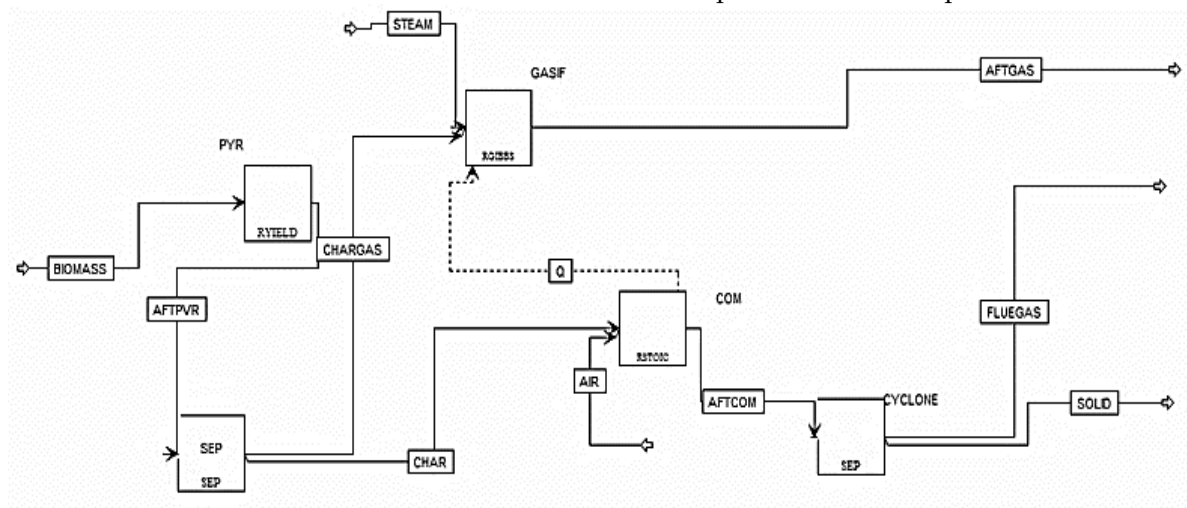 STEAM
GASIF
AFTGAS
RGIBBS
PYR
RYIELD
CHARGAS
BIOMASS
Q
COM
AFTPVR
FLUEGAS
RSTOIC
AIR
AFTCOM
CYCLONE
SOLID
SEP
CHAR
SEP
SEP